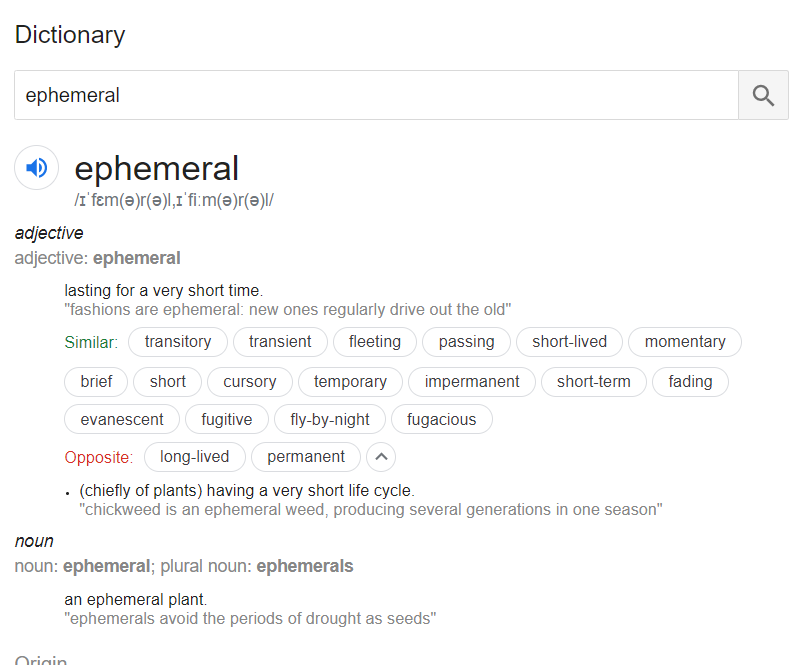 Dictionary
ephemeral
ephemeral
/ɪˈfɛm(ə)r(ə)l,ɪˈfiːm(ə)r(ə)l/
adjective
adjective: ephemeral
lasting for a very short time.
"fashions are ephemeral: new ones regularly drive out the old"
Similar: transitory transient fleeting passing short-lived momentary
brief short cursory temporary impermanent short-term fading
evanescent fugitive fly-by-night fugacious
Opposite: long-lived permanent
• (chiefly of plants) having a very short life cycle.
"chickweed is an ephemeral weed, producing several generations in one season"
noun
noun: ephemeral; plural noun: ephemerals
an ephemeral plant.
"ephemerals avoid the periods of drought as seeds"
Origin